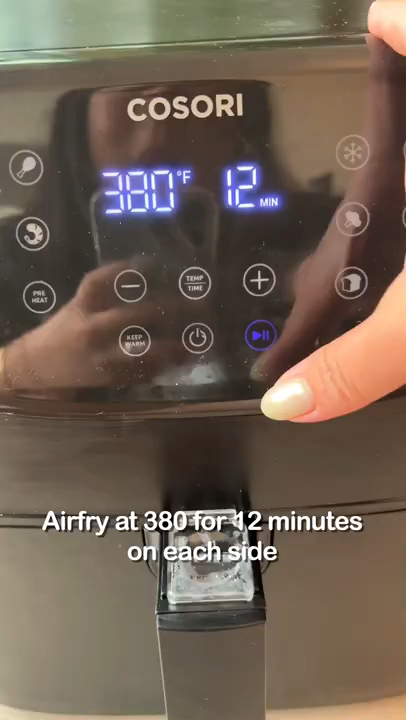 COSORI
380 °F 12 MIN
PRE
HEAT
TEMP
TIME
KEEP
WARM
Airfry at 380 for 12 minutes
on each side